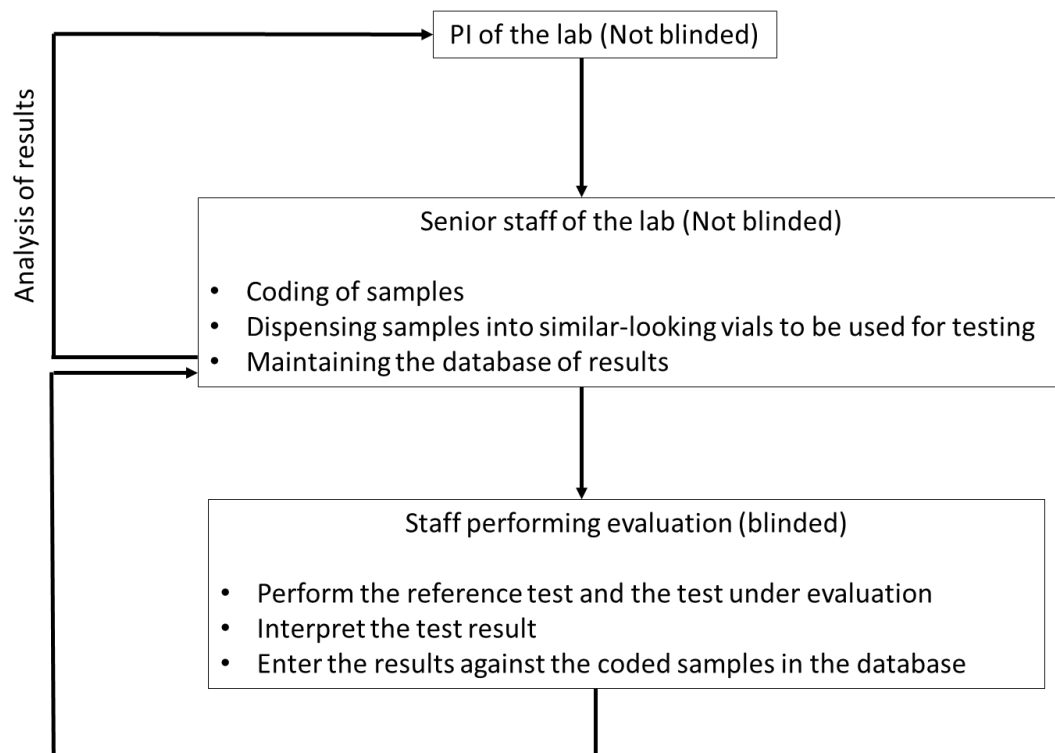 PI of the lab (Not blinded)
Analysis of results
Senior staff of the lab (Not blinded)
• Coding of samples
• Dispensing samples into similar-looking vials to be used for testing
• Maintaining the database of results
Staff performing evaluation (blinded)
• Perform the reference test and the test under evaluation
• Interpret the test result
• Enter the results against the coded samples in the database